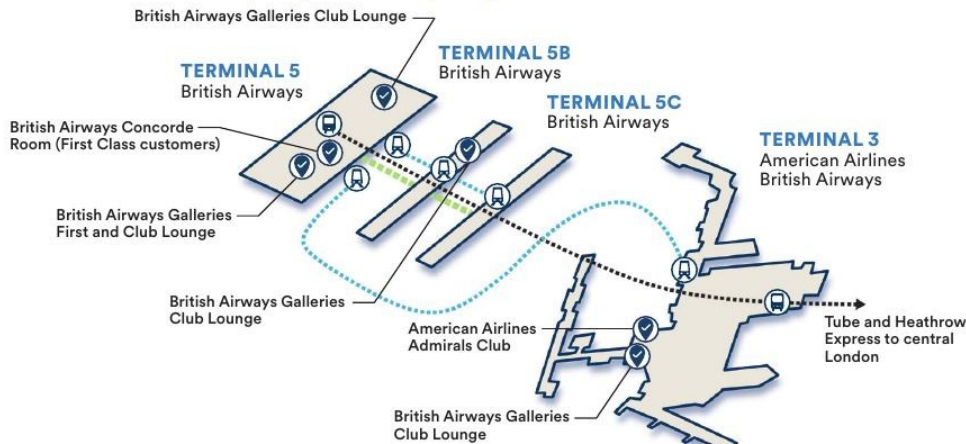 British Airways Galleries Club Lounge
TERMINAL 5
British Airways
TERMINAL 5B
British Airways
TERMINAL 5C
British Airways
TERMINAL 3
American Airlines
British Airways
British Airways Concorde
Room (First Class customers)
British Airways Galleries
First and Club Lounge
British Airways Galleries
Club Lounge
American Airlines
Admirals Club
British Airways Galleries
Club Lounge
Tube and Heathrow
Express to central
London